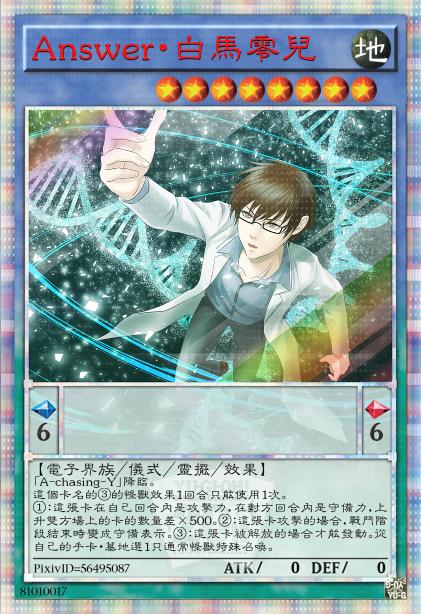 Answer・白馬零兒
地
6 6
【電子界族／儀式／靈擺／效果】
「A-chasing-Y」降臨。
這個卡名的③的怪獸效果1回合只能使用1次。
①：這張卡在自己回合內是攻擊力，在對方回合內是守備力，上
升雙方場上的卡的數量差×500。②：這張卡攻擊的場合，戰鬥階
段結束時變成守備表示。③：這張卡被解放的場合才能發動。從
自己的手卡・墓地選1只通常怪獸特殊召喚。
PixivID=56495087 ATK/ 0 DEF/ 0
81010017